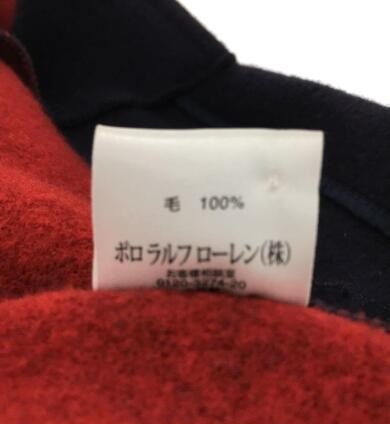 毛 100%
ポロ ラルフ ローレン(株)
お客様相談室
0120-3274-20